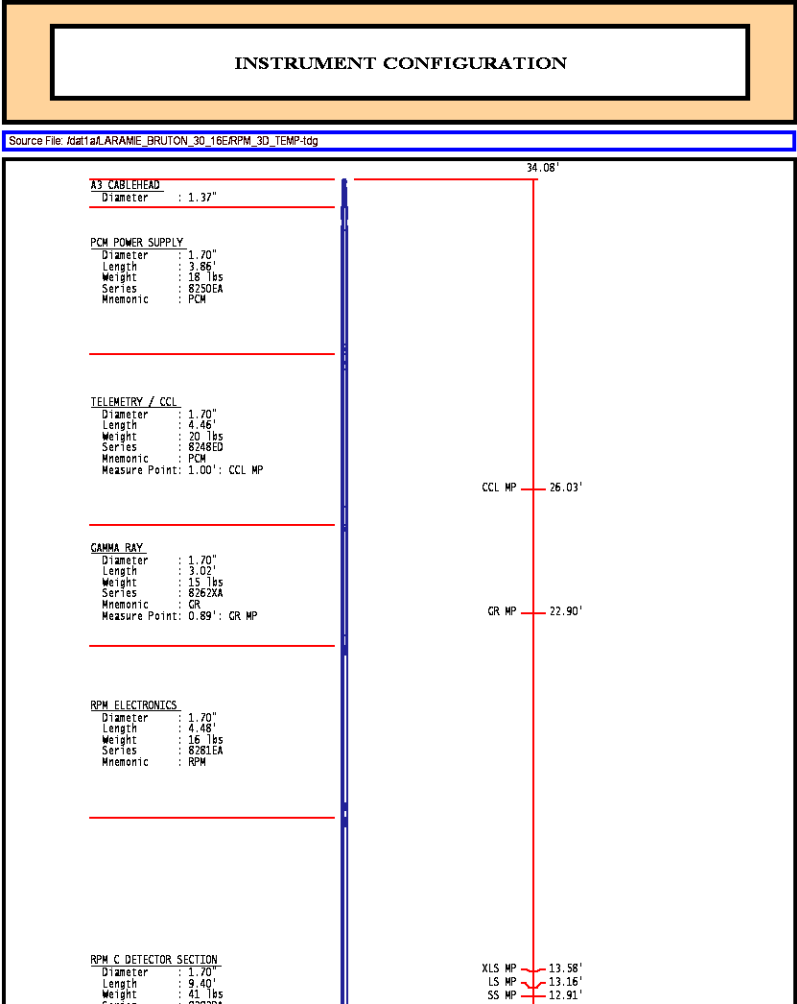 INSTRUMENT CONFIGURATION
Source File: /dat1a/LARAMIE_BRUTON_30_16E/RPM_3D_TEMP-tdg
34.08'
A3 CABLEHEAD
Diameter : 1.37"
PCM POWER SUPPLY
Diameter : 1.70"
Length : 3.86'
Weight : 18 lbs
Series : 8250EA
Mnemonic : PCM
TELEMETRY / CCL
Diameter : 1.70"
Length : 4.46'
Weight : 20 lbs
Series : 8248ED
Mnemonic : PCM
Measure Point: 1.00': CCL MP
CCL MP 26.03'
GAMMA RAY
Diameter : 1.70"
Length : 3.02'
Weight : 15 lbs
Series : 8262XA
Mnemonic : GR
Measure Point: 0.89': GR MP
GR MP 22.90'
RPM ELECTRONICS
Diameter : 1.70"
Length : 4.48'
Weight : 16 lbs
Series : 8281EA
Mnemonic : RPM
RPM C DETECTOR SECTION
Diameter : 1.70"
Length : 9.40'
Weight : 41 lbs
XLS MP 13.58'
LS MP 13.16'
SS MP 12.91'